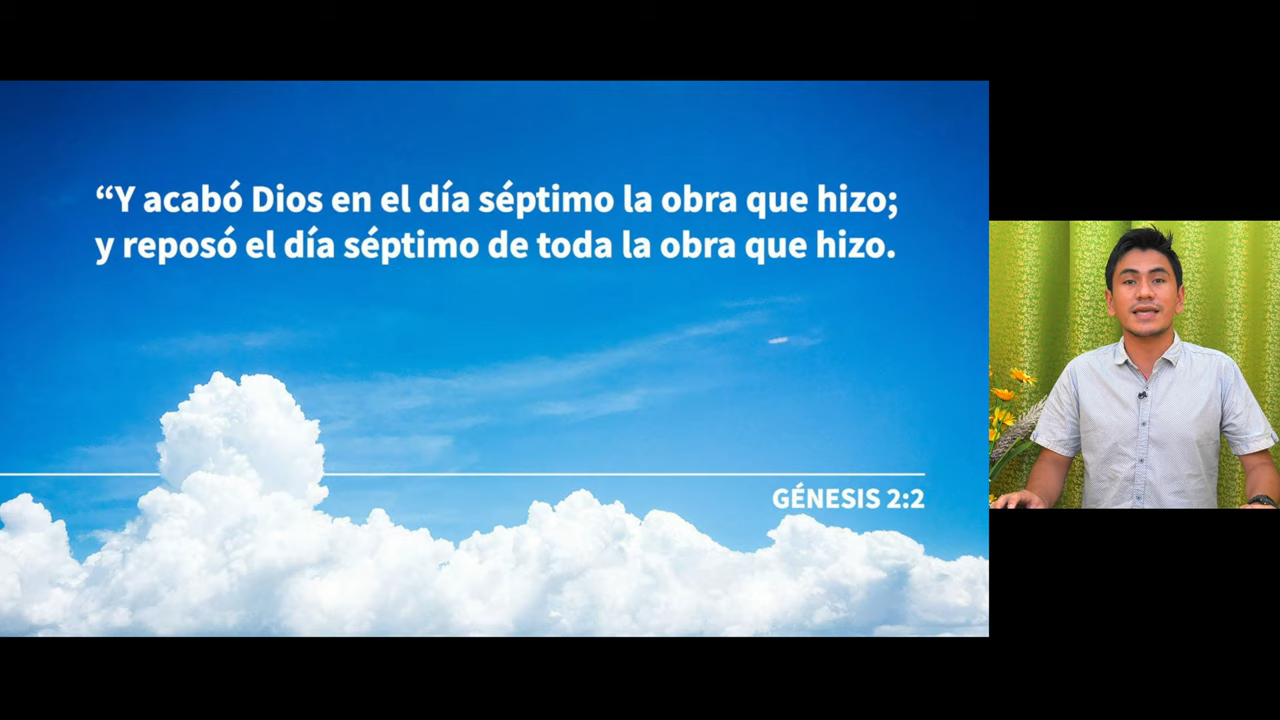 “Y acabó Dios en el día séptimo la obra que hizo;
y reposó el día séptimo de toda la obra que hizo.
GÉNESIS 2:2